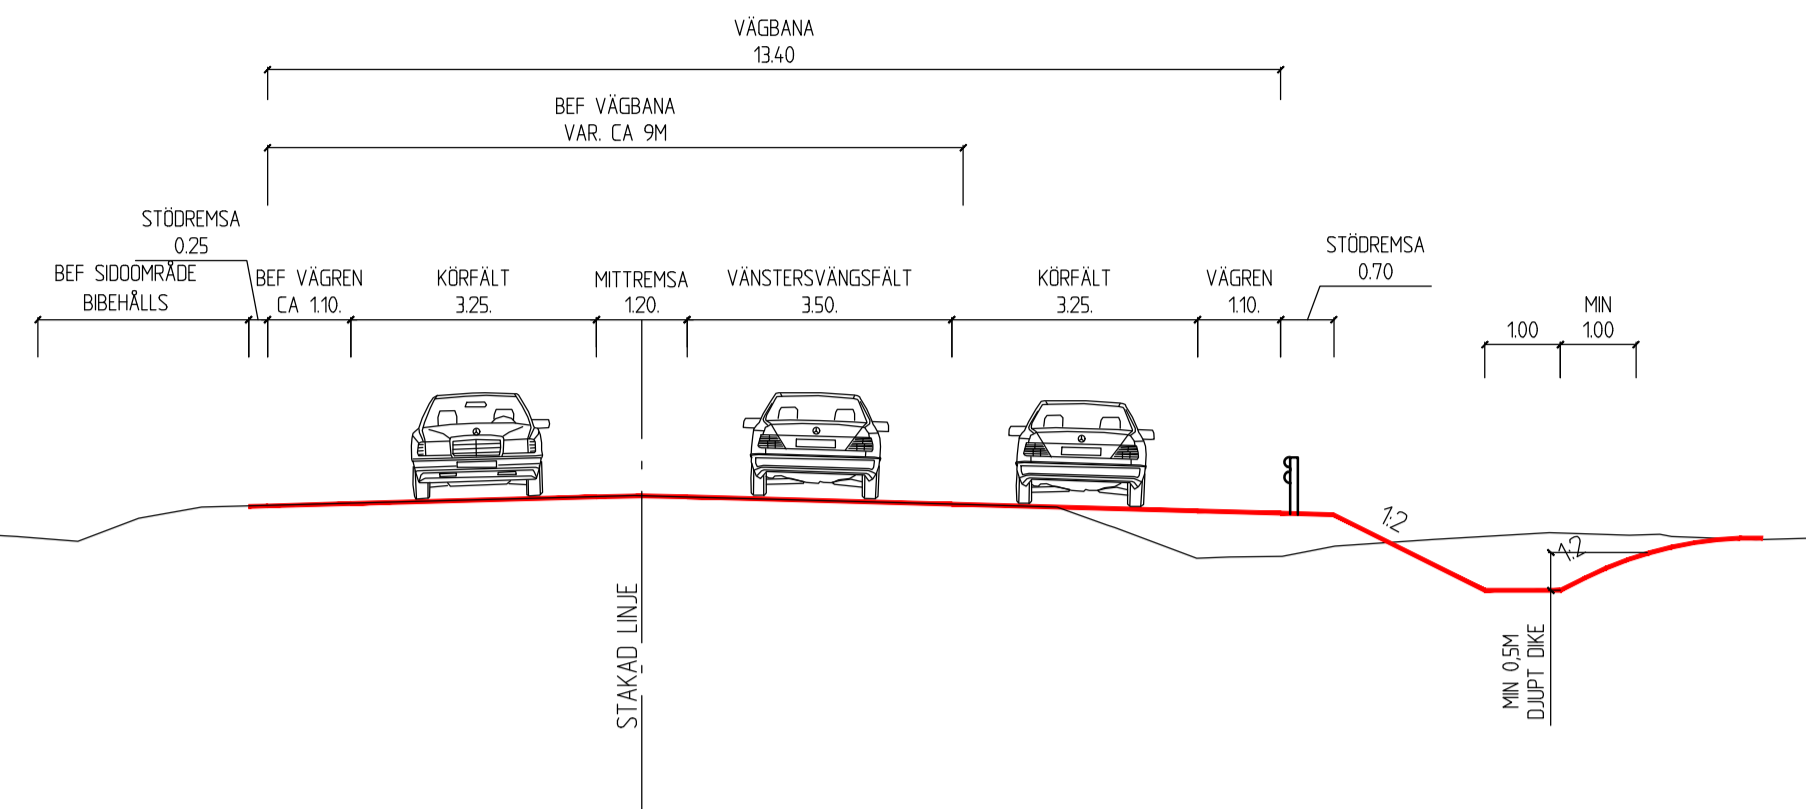 VÄGBANA
13.40
BEF VÄGBANA
VAR. CA 9M
STÖDREMSA
0.25
BEF SIDOOMRÅDE
BIBEHÅLLS
BEF VÄGREN
CA 1.10.
KÖRFÄLT
3.25.
MITTREMSA
1.20.
VÄNSTERSVÄNGSFÄLT
3.50.
KÖRFÄLT
3.25.
VÄGREN
1.10.
STÖDREMSA
0.70
1.00
MIN
1.00
1:2
1:2
STAKAD LINJE
MIN 0,5M
DJUPT DIKE